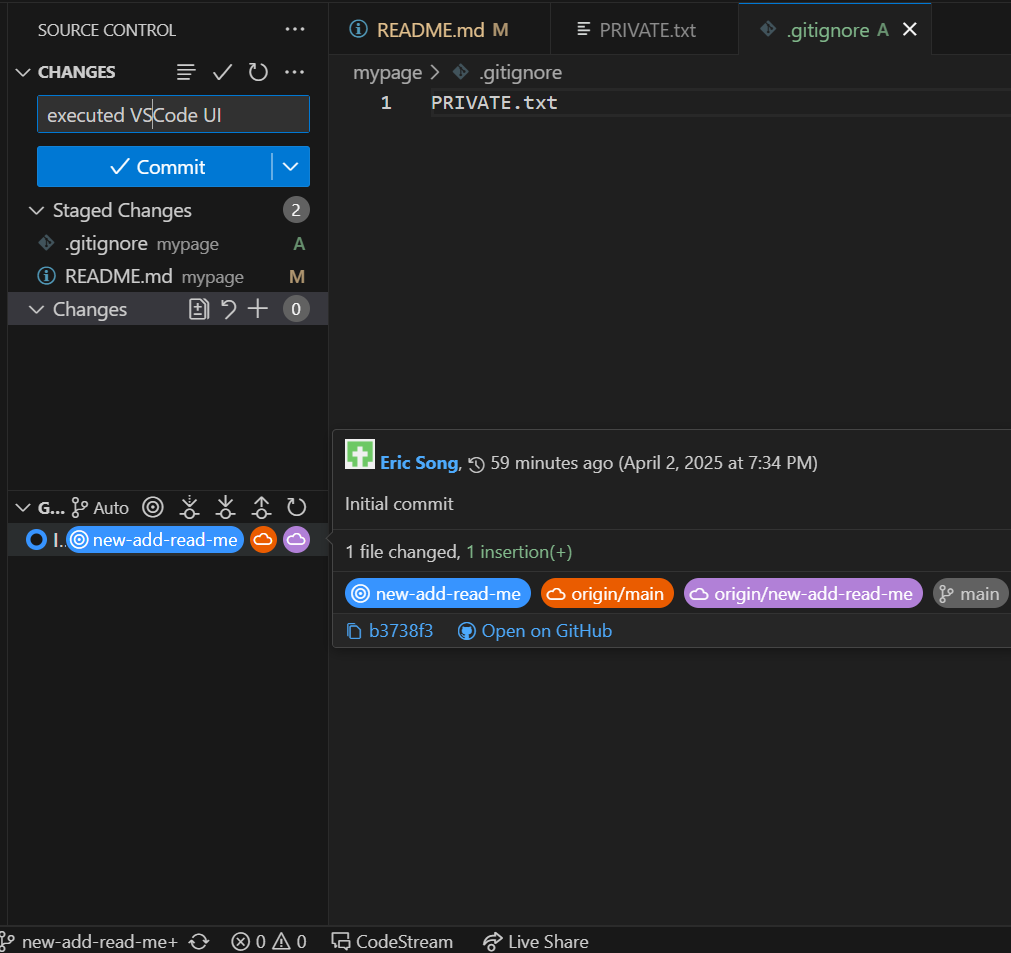 SOURCE CONTROL
CHANGES
executed VSCode UI
Commit
Staged Changes 2
.gitignore mypage A
README.md mypage M
Changes 0
G... Auto
I.. new-add-read-me
README.md M PRIVATE.txt .gitignore A
mypage > .gitignore
1 PRIVATE.txt
Eric Song, 59 minutes ago (April 2, 2025 at 7:34 PM)
Initial commit
1 file changed, 1 insertion(+)
new-add-read-me origin/main origin/new-add-read-me main
b3738f3 Open on GitHub
new-add-read-me+ 0 0 CodeStream Live Share